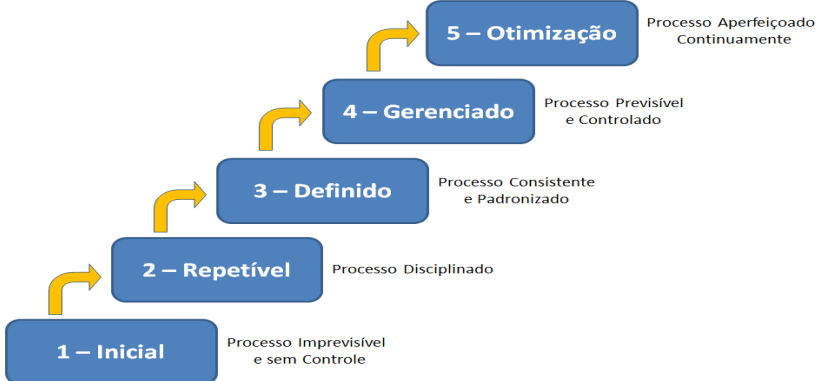 5 – Otimização
Processo Aperfeiçoado
Continuamente
4 – Gerenciado
Processo Previsível
e Controlado
3 – Definido
Processo Consistente
e Padronizado
2 – Repetível
Processo Disciplinado
1 – Inicial
Processo Imprevisível
e sem Controle